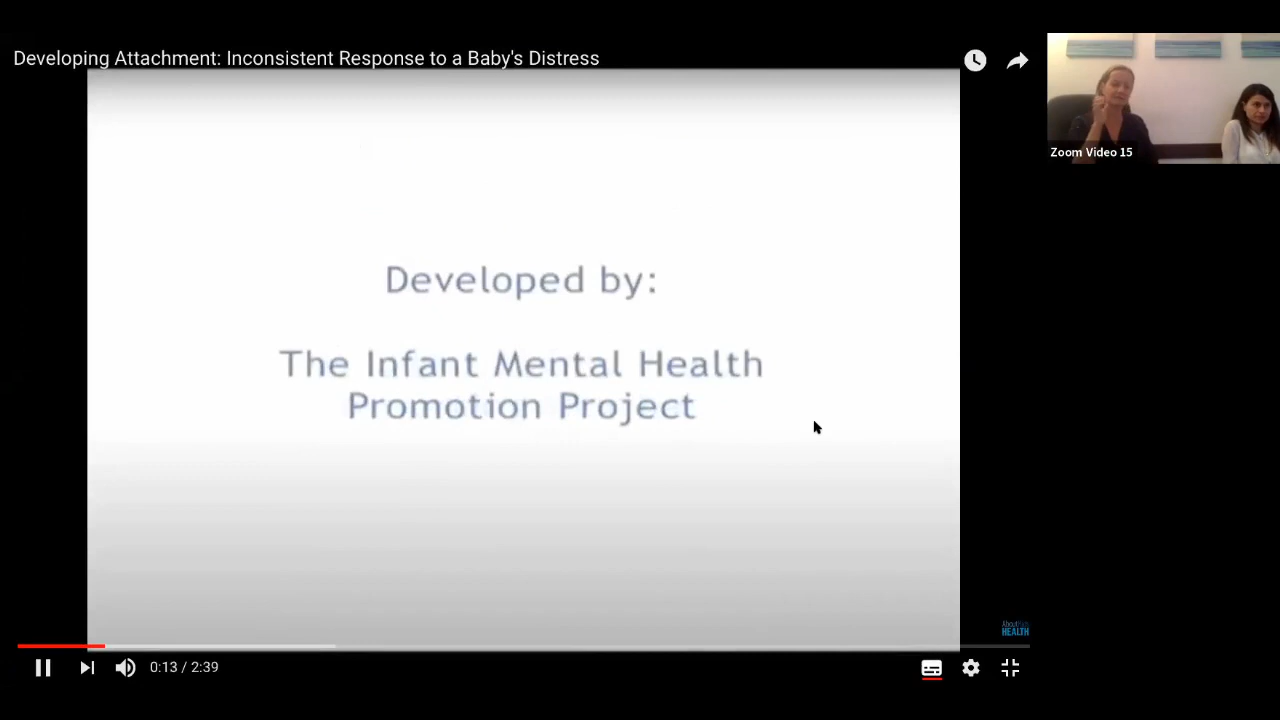 Developing Attachment: Inconsistent Response to a Baby's Distress
Zoom Video 15
Developed by:
The Infant Mental Health
Promotion Project
AboutKids
HEALTH
0:13 / 2:39